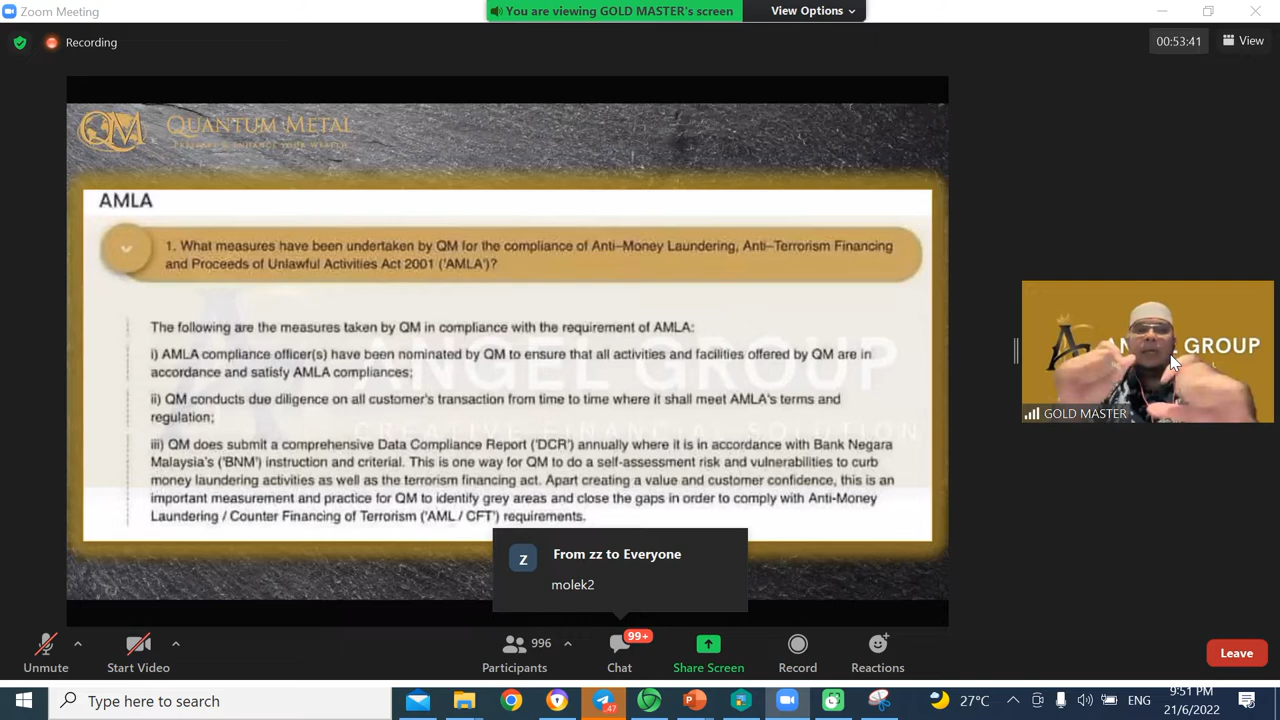 Zoom Meeting
You are viewing GOLD MASTER's screen
View Options
Recording
00:53:41
View
QM QUANTUM METAL
PREPARE & ENHANCE YOUR WEALTH
AMLA
1. What measures have been undertaken by QM for the compliance of Anti–Money Laundering, Anti–Terrorism Financing
and Proceeds of Unlawful Activities Act 2001 ('AMLA')?
The following are the measures taken by QM in compliance with the requirement of AMLA:
i) AMLA compliance officer(s) have been nominated by QM to ensure that all activities and facilities offered by QM are in
accordance and satisfy AMLA compliances;
ii) QM conducts due diligence on all customer's transaction from time to time where it shall meet AMLA's terms and
regulation;
iii) QM does submit a comprehensive Data Compliance Report ('DCR') annually where it is in accordance with Bank Negara
Malaysia's ('BNM') instruction and criterial. This is one way for QM to do a self-assessment risk and vulnerabilities to curb
money laundering activities as well as the terrorism financing act. Apart creating a value and customer confidence, this is an
important measurement and practice for QM to identify grey areas and close the gaps in order to comply with Anti-Money
Laundering / Counter Financing of Terrorism ('AML / CFT') requirements.
ANGEL GROUP
CREATIVE FINANCIAL SOLUTION
GROUP
GOLD MASTER
Z
From zz to Everyone
molek2
Unmute
Start Video
996
Participants
99+
Chat
Share Screen
Record
Reactions
Leave
Type here to search
47
27°C
ENG
9:51 PM
21/6/2022